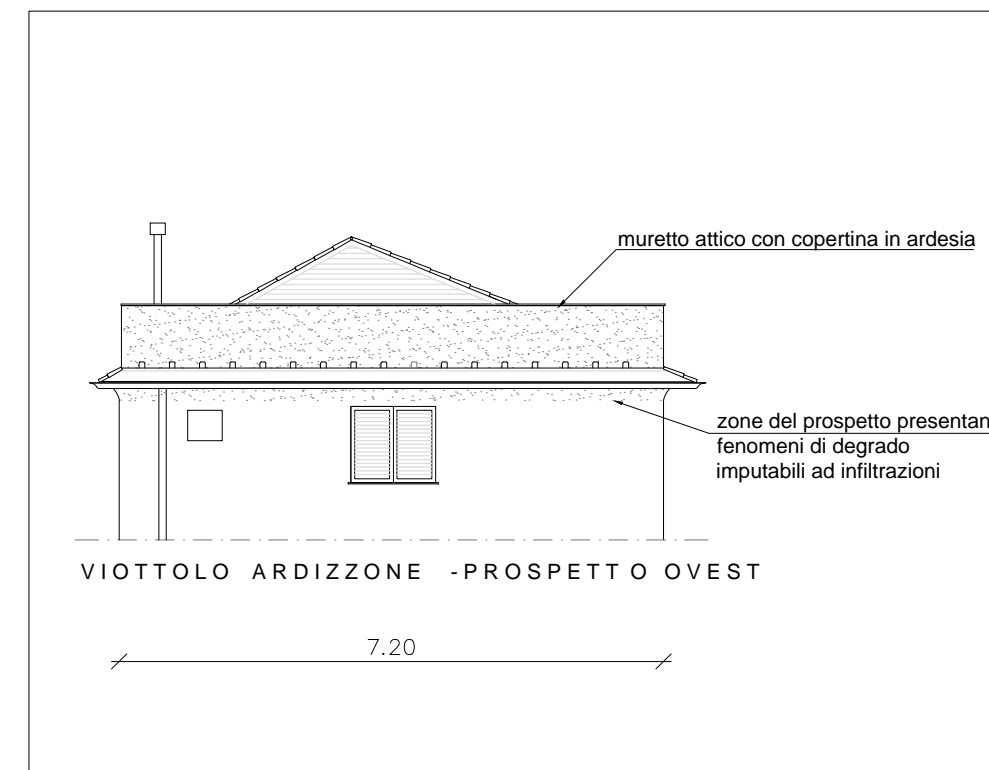 muretto attico con copertina in ardesia
zone del prospetto presentan
fenomeni di degrado
imputabili ad infiltrazioni
VIOTTOLO ARDIZZONE -PROSPETTO OVEST
7.20